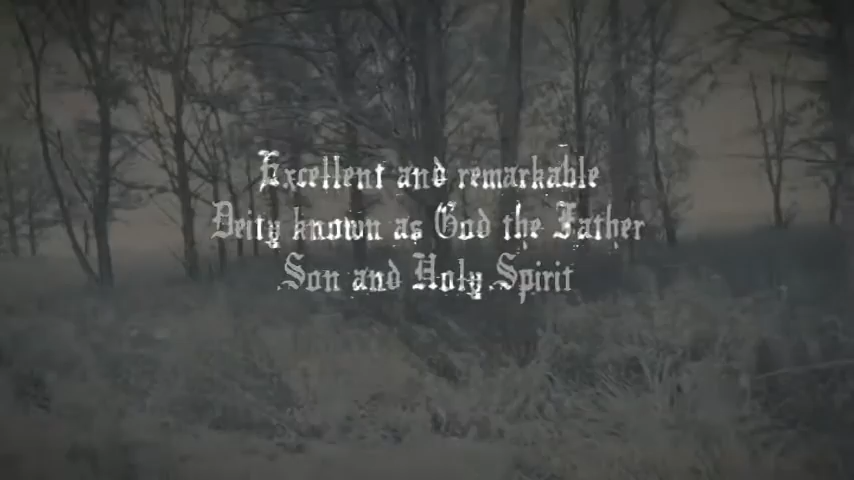 Excellent and remarkable
Deity known as God the Father
Son and Holy Spirit